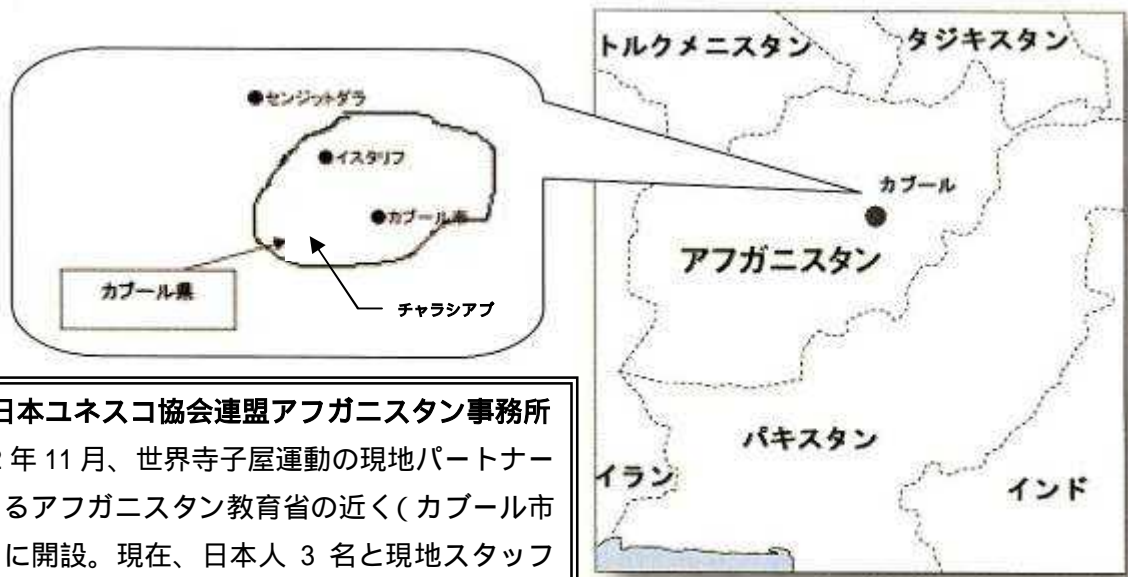 センジットダラ
イスタリフ
カブール市
カブール県
チャラシアブ
トルクメニスタン
タジキスタン
カブール
アフガニスタン
パキスタン
イラン
インド
日本ユネスコ協会連盟アフガニスタン事務所
2 年 11 月、世界寺子屋運動の現地パートナー
るアフガニスタン教育省の近く(カブール市
に開設。現在、日本人 3 名と現地スタッフ